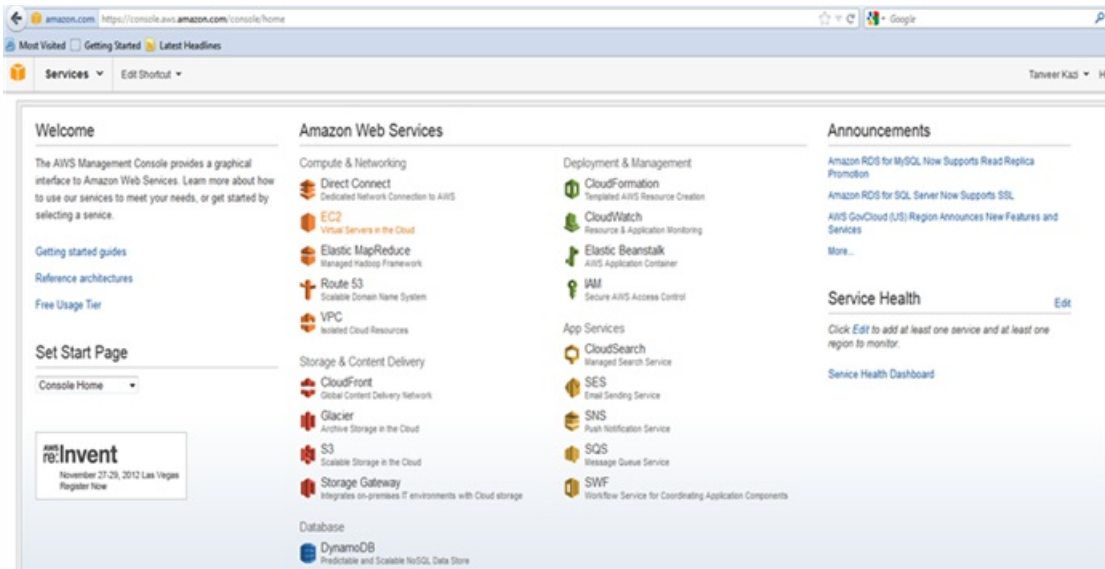 amazon.com https://console.aws.amazon.com/console/home
Google
Most Visited Getting Started Latest Headlines
Services Edit Shortcut
Tanveer Kazi
Welcome
The AWS Management Console provides a graphical
interface to Amazon Web Services. Learn more about how
to use our services to meet your needs, or get started by
selecting a service.
Getting started guides
Reference architectures
Free Usage Tier
Set Start Page
Console Home
AWS
re:Invent
November 27-29, 2012 Las Vegas
Register Now
Amazon Web Services
Compute & Networking
Direct Connect
Dedicated Network Connection to AWS
EC2
Virtual Servers in the Cloud
Elastic MapReduce
Managed Hadoop Framework
Route 53
Scalable Domain Name System
VPC
Isolated Cloud Resources
Storage & Content Delivery
CloudFront
Global Content Delivery Network
Glacier
Archive Storage in the Cloud
S3
Scalable Storage in the Cloud
Storage Gateway
Integrates on-premises IT environments with Cloud storage
Database
DynamoDB
Predictable and Scalable NoSQL Data Store
Deployment & Management
CloudFormation
Templated AWS Resource Creation
CloudWatch
Resource & Application Monitoring
Elastic Beanstalk
AWS Application Container
IAM
Secure AWS Access Control
App Services
CloudSearch
Managed Search Service
SES
Email Sending Service
SNS
Push Notification Service
SQS
Message Queue Service
SWF
Workflow Service for Coordinating Application Components
Announcements
Amazon RDS for MySQL Now Supports Read Replica
Promotion
Amazon RDS for SQL Server Now Supports SSL
AWS GovCloud (US) Region Announces New Features and
Services
More...
Service Health
Edit
Click Edit to add at least one service and at least one
region to monitor.
Service Health Dashboard